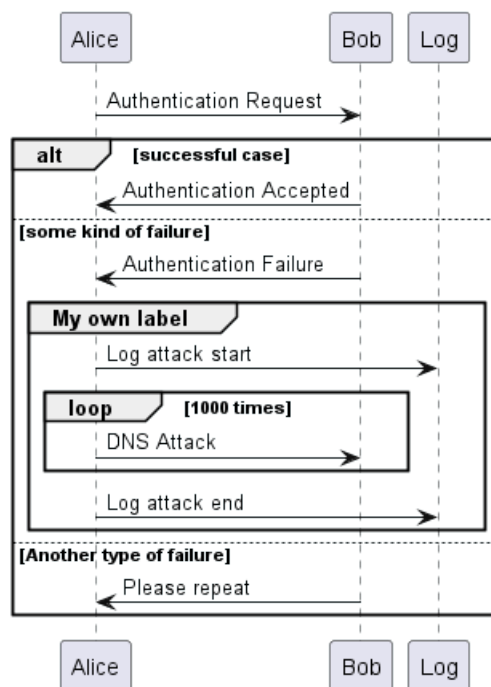 Alice Bob Log
Authentication Request
alt [successful case]
Authentication Accepted
[some kind of failure]
Authentication Failure
My own label
Log attack start
loop [1000 times]
DNS Attack
Log attack end
[Another type of failure]
Please repeat
Alice Bob Log